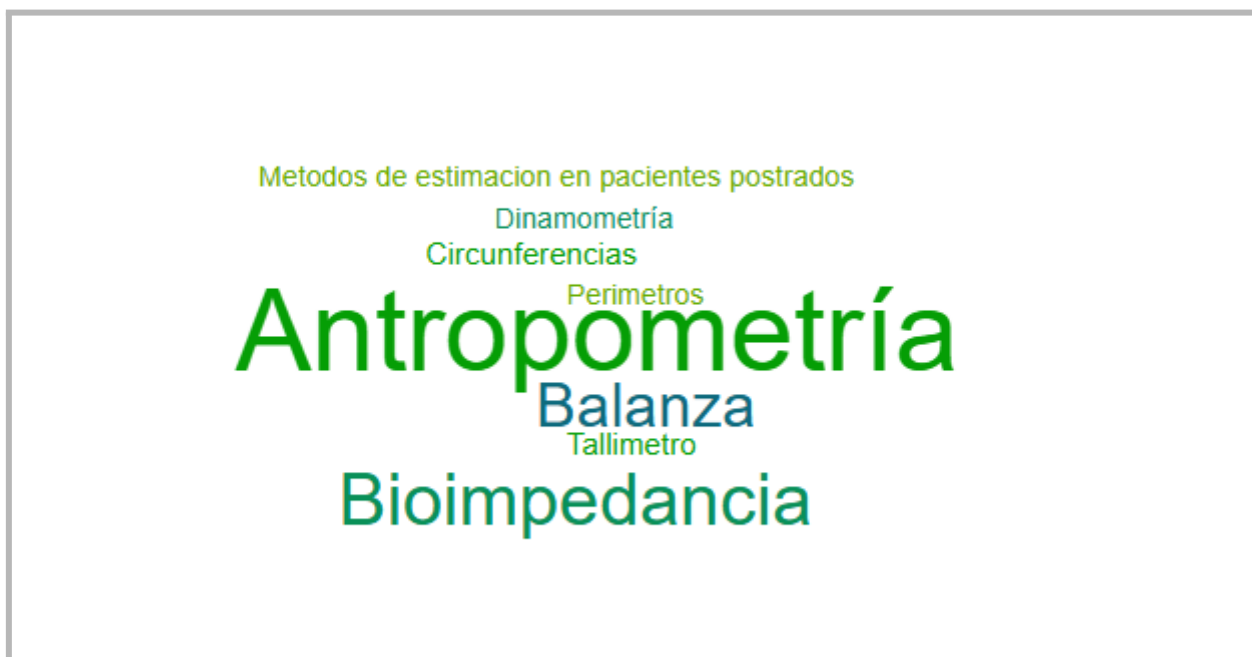 Metodos de estimacion en pacientes postrados
Dinamometría
Circunferencias
Perimetros
Antropometría
Balanza
Tallimetro
Bioimpedancia